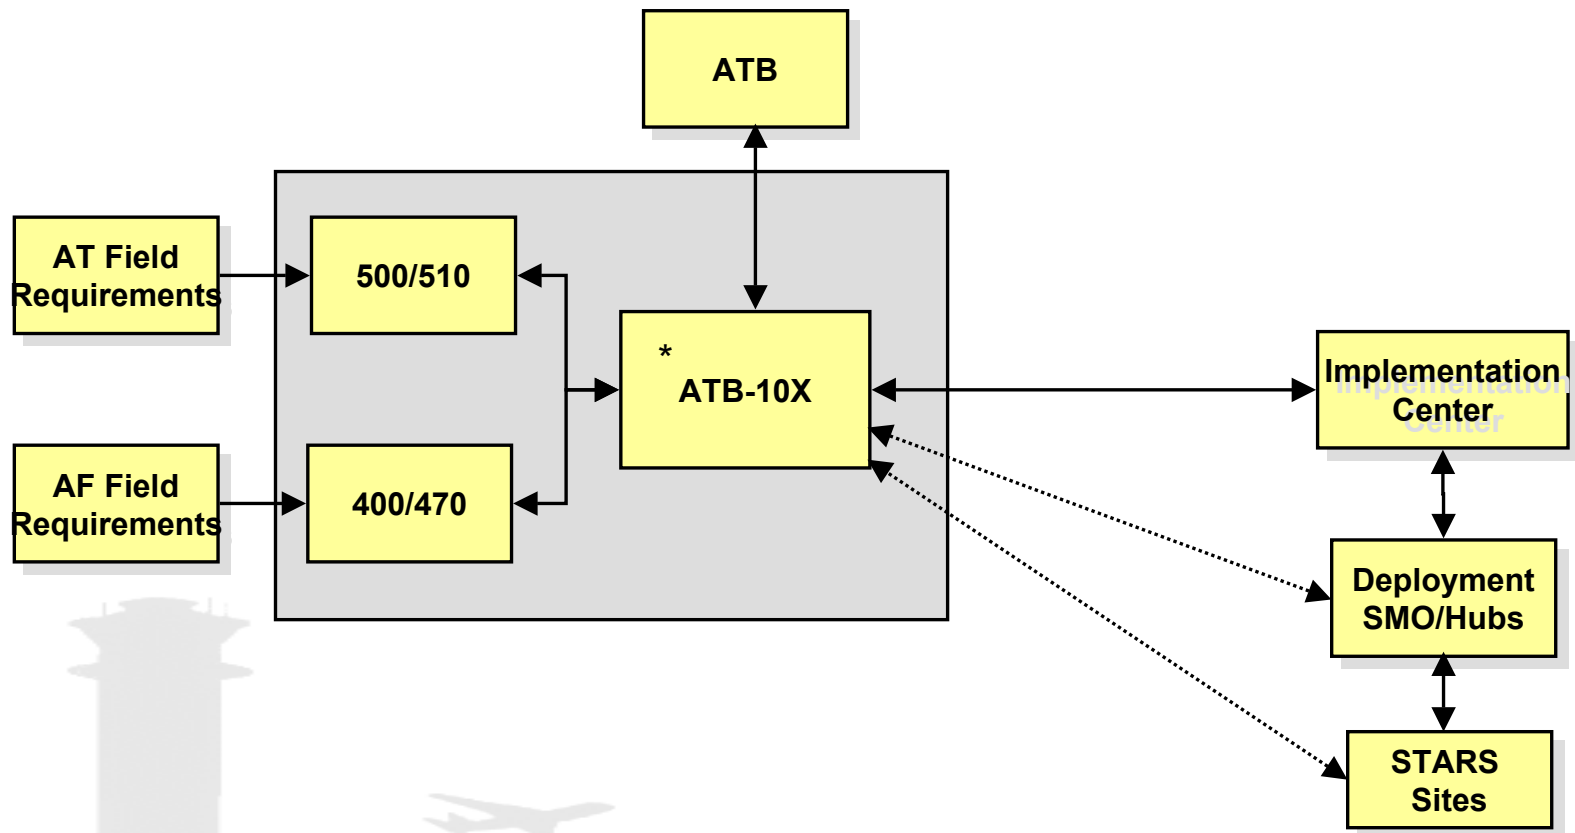 ATB
AT Field
Requirements
500/510
*
ATB-10X
Implementation
Center
AF Field
Requirements
400/470
Deployment
SMO/Hubs
STARS
Sites